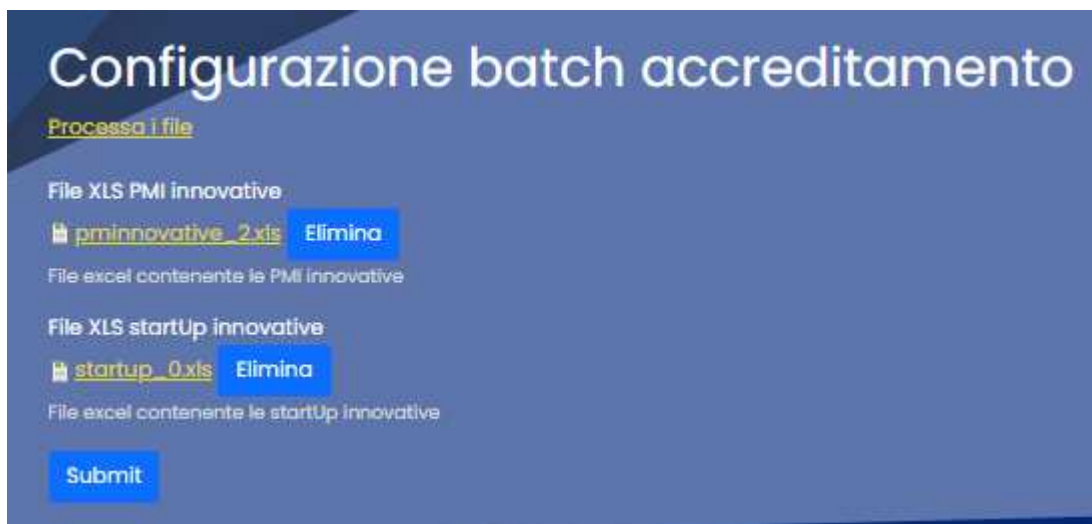 Configurazione batch accreditamento
Processa i file
File XLS PMI innovative
pminnovative_2.xls Elimina
File excel contenente le PMI innovative
File XLS startUp innovative
startup_0.xls Elimina
File excel contenente le startUp innovative
Submit